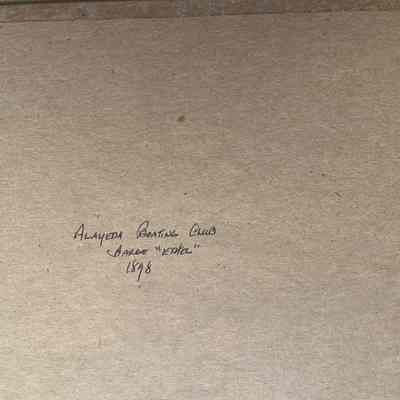 Alameda Boating Club
Barge "Ethel"
1898